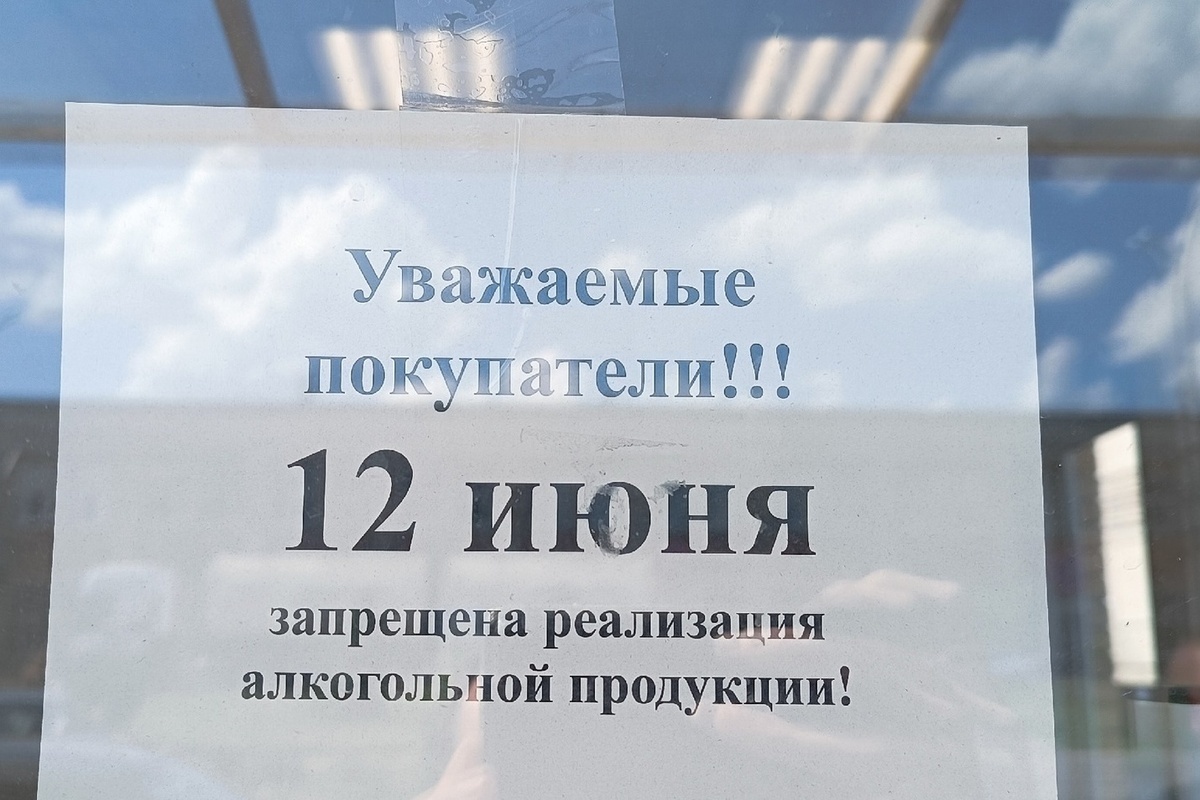 Уважаемые
покупатели!!!
12 июня
запрещена реализация
алкогольной продукции!